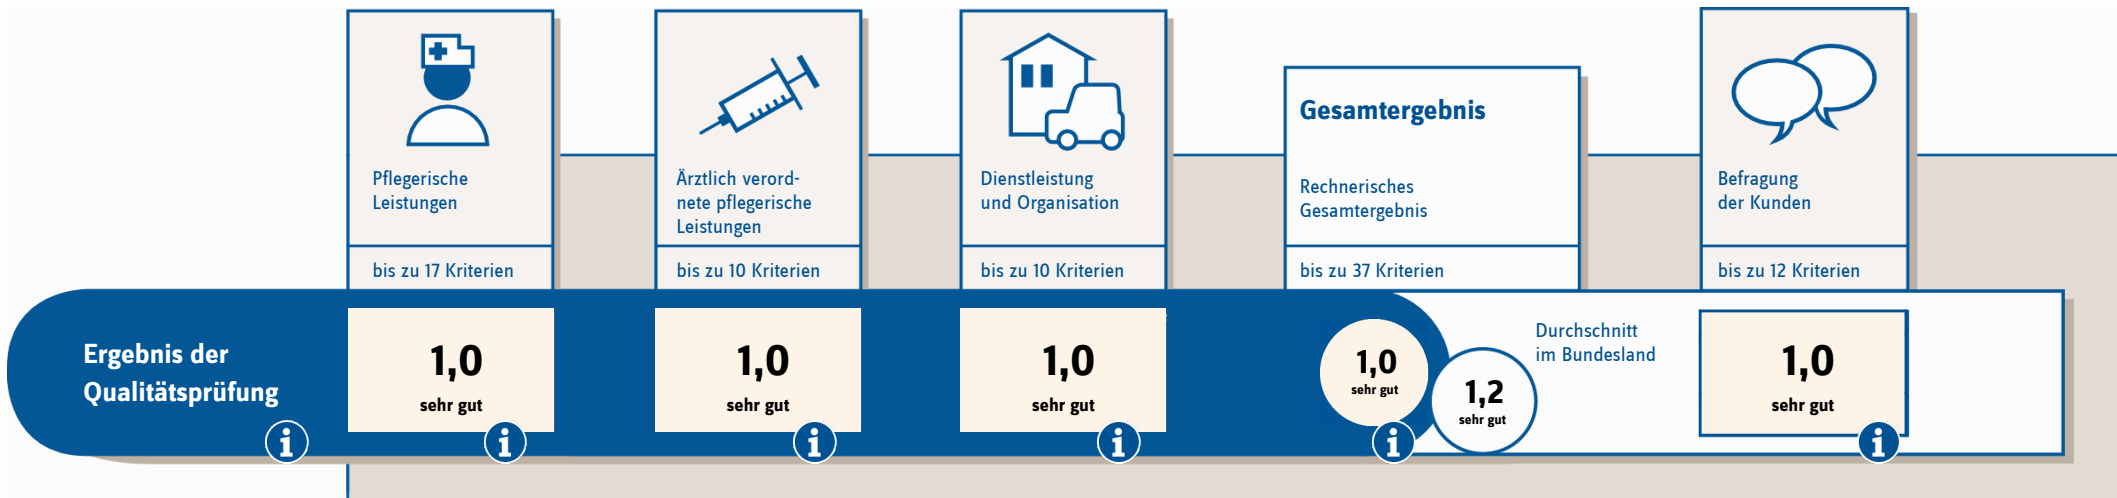 Pflegerische
Leistungen
bis zu 17 Kriterien
Ärztlich verord-
nete pflegerische
Leistungen
bis zu 10 Kriterien
Dienstleistung
und Organisation
bis zu 10 Kriterien
Gesamtergebnis
Rechnerisches
Gesamtergebnis
bis zu 37 Kriterien
Befragung
der Kunden
bis zu 12 Kriterien
Ergebnis der
Qualitätsprüfung
i
1,0
sehr gut
i
1,0
sehr gut
i
1,0
sehr gut
i
1,0
sehr gut
i
1,2
sehr gut
Durchschnitt
im Bundesland
1,0
sehr gut
i